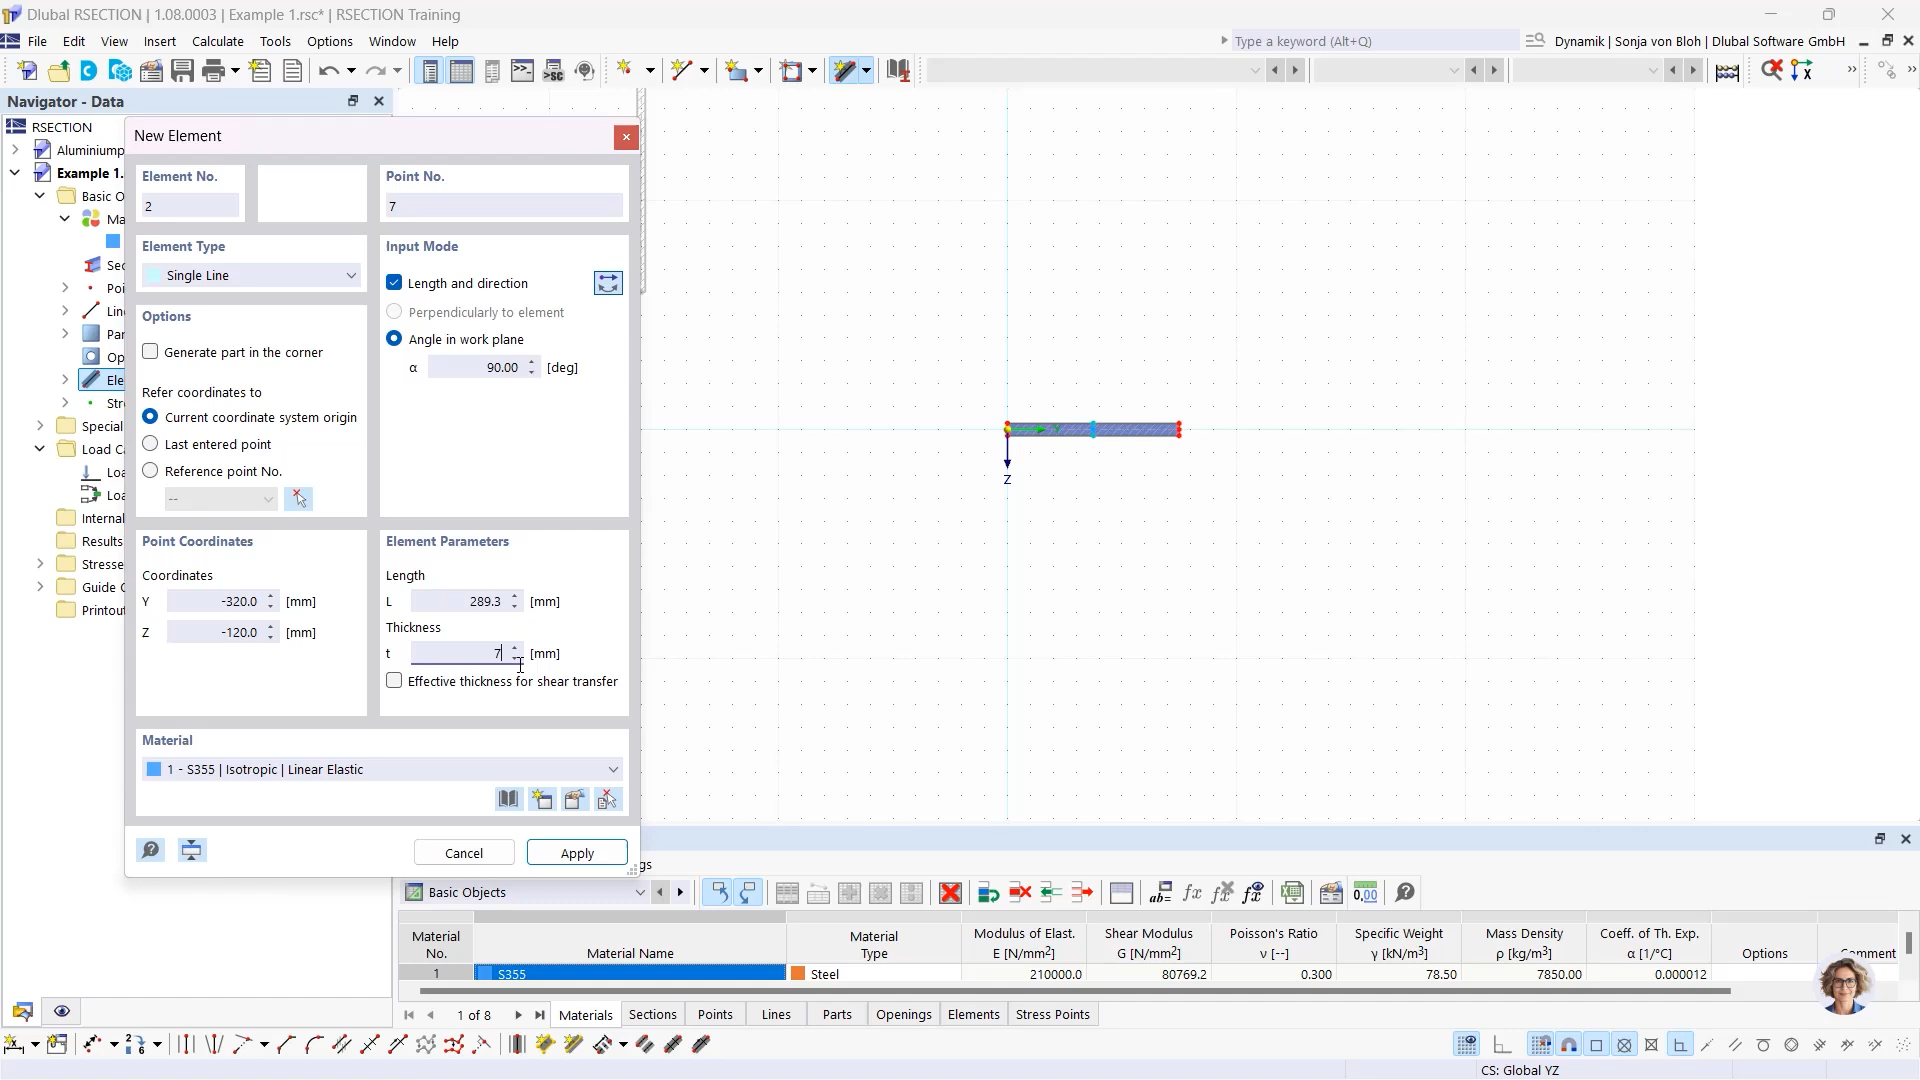 Dlubal RSECTION | 1.08.0003 | Example 1.rsc* | RSECTION Training
File Edit View Insert Calculate Tools Options Window Help
Type a keyword (Alt+Q)
Dynamik | Sonja von Bloh | Dlubal Software GmbH
Navigator - Data
RSECTION
Aluminiump
Example 1.
Basic O
Ma
Sec
Poi
Lin
Par
Op
Ele
Str
Special
Load Ca
Loa
Loa
Internal
Results
Stresse
Guide O
Printout
New Element
Element No.
2
Point No.
7
Element Type
Single Line
Input Mode
Length and direction
Perpendicularly to element
Angle in work plane
α 90.00 [deg]
Options
Generate part in the corner
Refer coordinates to
Current coordinate system origin
Last entered point
Reference point No.
--
Point Coordinates
Coordinates
Y -320.0 [mm]
Z -120.0 [mm]
Element Parameters
Length
L 289.3 [mm]
Thickness
t 7 [mm]
Effective thickness for shear transfer
Material
1 - S355 | Isotropic | Linear Elastic
Cancel Apply
Y
Z
gs
Basic Objects
Material No. Material Name Material Type Modulus of Elast. E [N/mm2] Shear Modulus G [N/mm2] Poisson's Ratio ν [--] Specific Weight γ [kN/m3] Mass Density ρ [kg/m3] Coeff. of Th. Exp. α [1/°C] Options
1 S355 Steel 210000.0 80769.2 0.300 78.50 7850.00 0.000012
1 of 8 Materials Sections Points Lines Parts Openings Elements Stress Points
CS: Global YZ